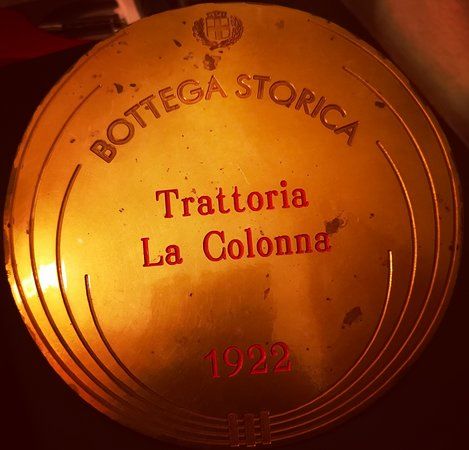 BOTTEGA STORICA
Trattoria
La Colonna
1922